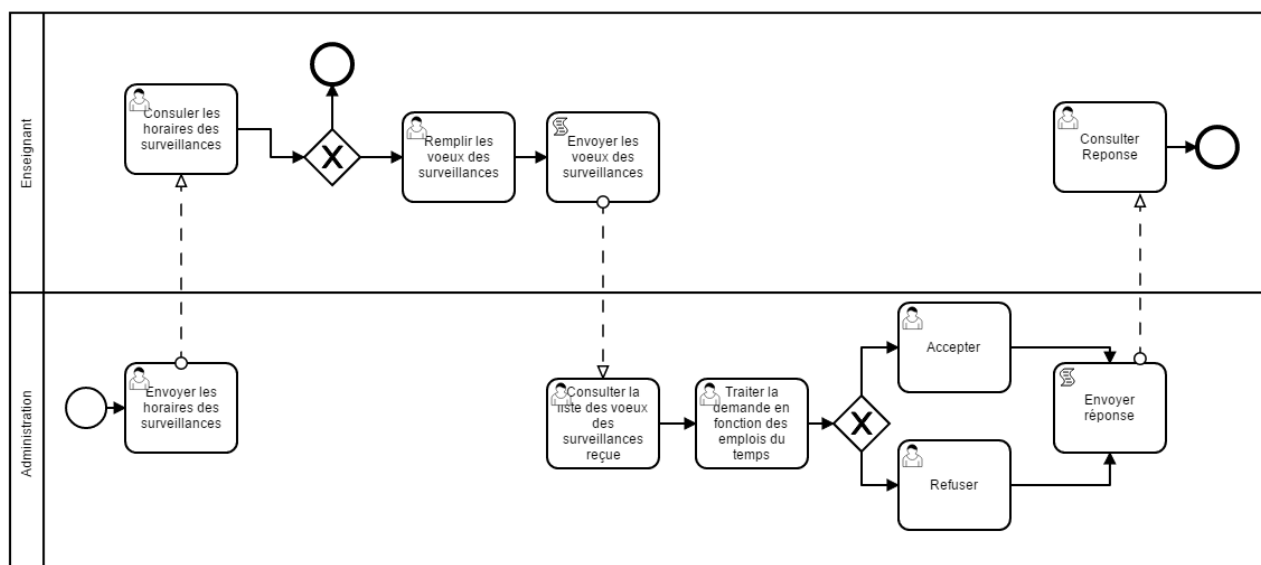 Enseignant
Consuler les
horaires des
surveillances
Remplir les
voeux des
surveillances
Envoyer les
voeux des
surveillances
Consulter
Reponse
Administration
Envoyer les
horaires des
surveillances
Consulter la
liste des voeux
des
surveillances
reçue
Traiter la
demande en
fonction des
emplois du
temps
Accepter
Refuser
Envoyer
réponse